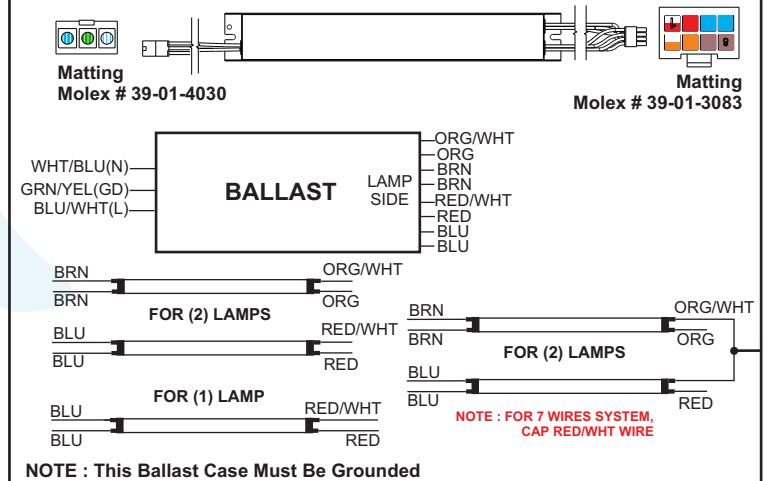 Matting
Molex # 39-01-4030
Matting
Molex # 39-01-3083
WHT/BLU(N)
GRN/YEL(GD)
BLU/WHT(L)
BALLAST
LAMP
SIDE
ORG/WHT
ORG
BRN
BRN
RED/WHT
RED
BLU
BLU
BRN
ORG/WHT
BRN
ORG
FOR (2) LAMPS
BLU
RED/WHT
BLU
RED
FOR (1) LAMP
BLU
RED/WHT
BLU
RED
BRN
ORG/WHT
BRN
ORG
FOR (2) LAMPS
BLU
BLU
RED
NOTE : FOR 7 WIRES SYSTEM,
CAP RED/WHT WIRE
NOTE : This Ballast Case Must Be Grounded